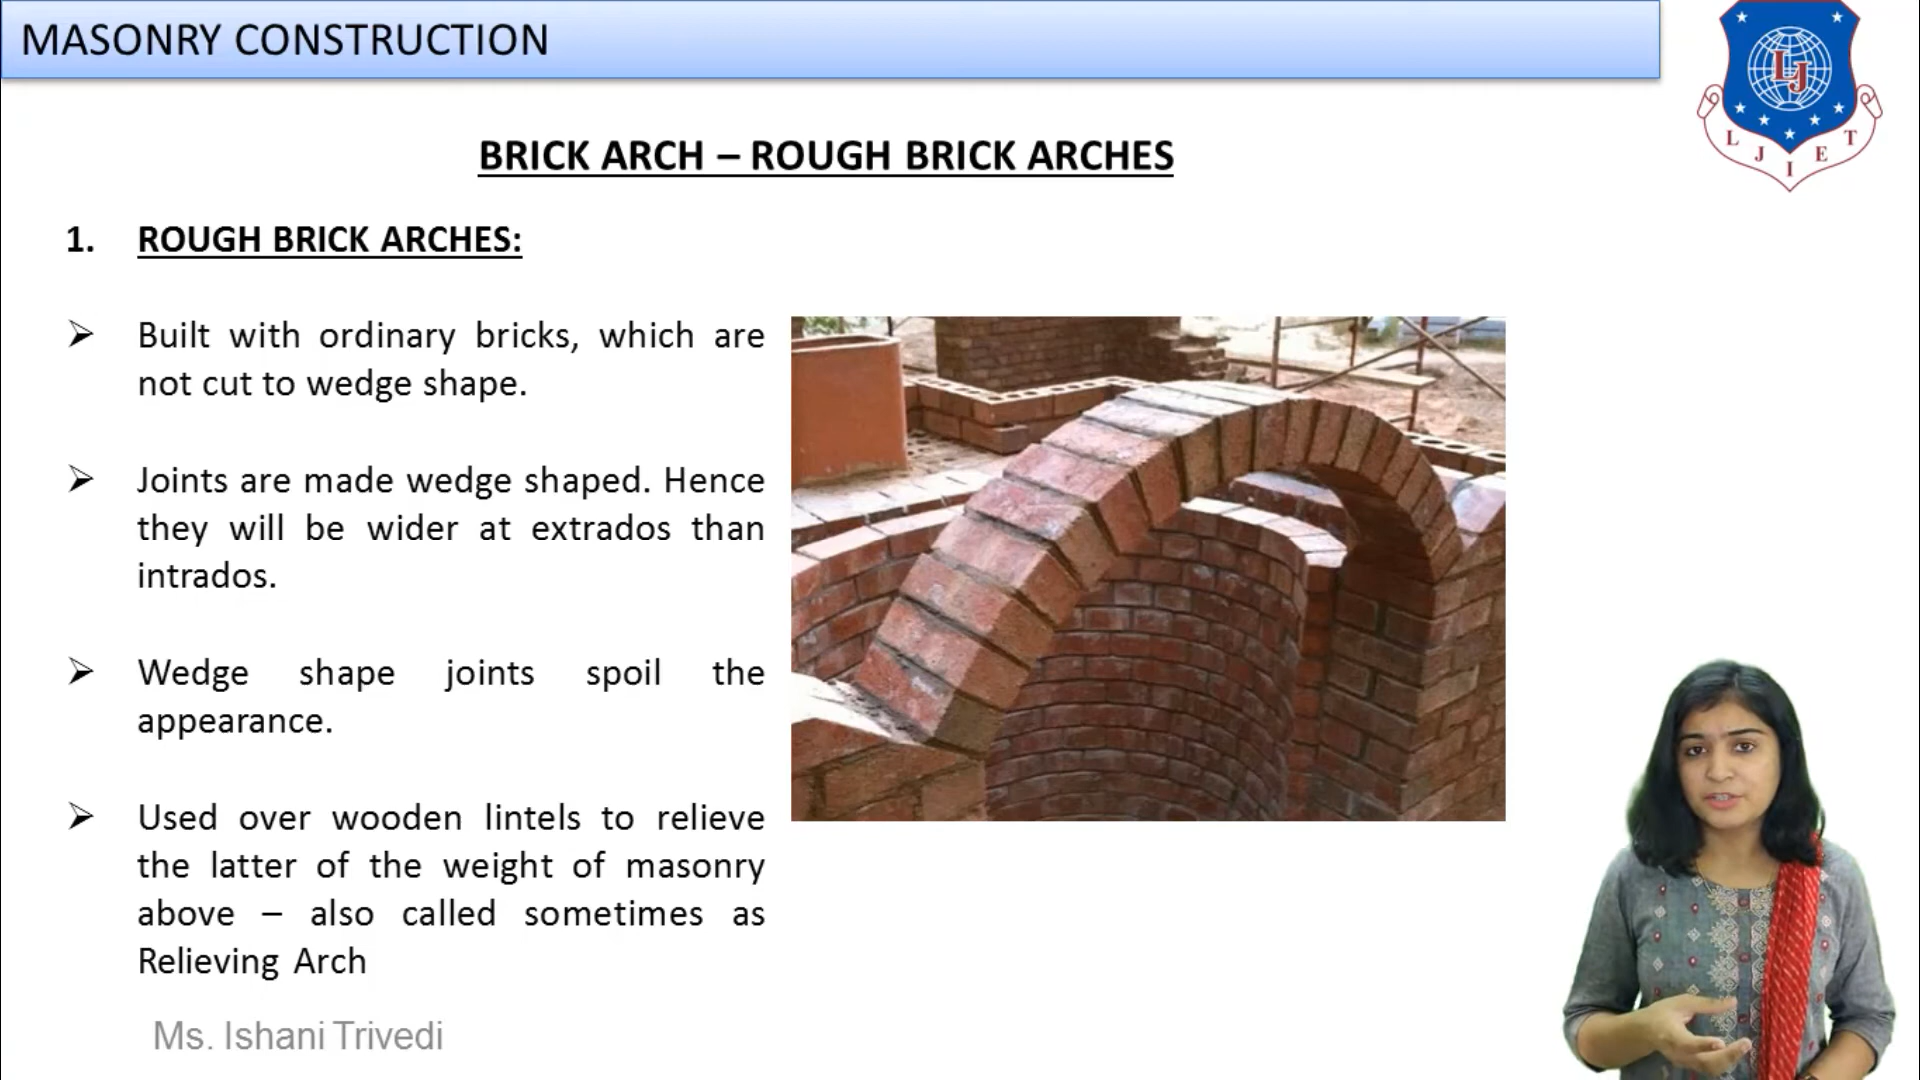 MASONRY CONSTRUCTION
LJ
L J I E T
BRICK ARCH – ROUGH BRICK ARCHES
1. ROUGH BRICK ARCHES:
➢ Built with ordinary bricks, which are
not cut to wedge shape.
➢ Joints are made wedge shaped. Hence
they will be wider at extrados than
intrados.
➢ Wedge shape joints spoil the
appearance.
➢ Used over wooden lintels to relieve
the latter of the weight of masonry
above – also called sometimes as
Relieving Arch
Ms. Ishani Trivedi